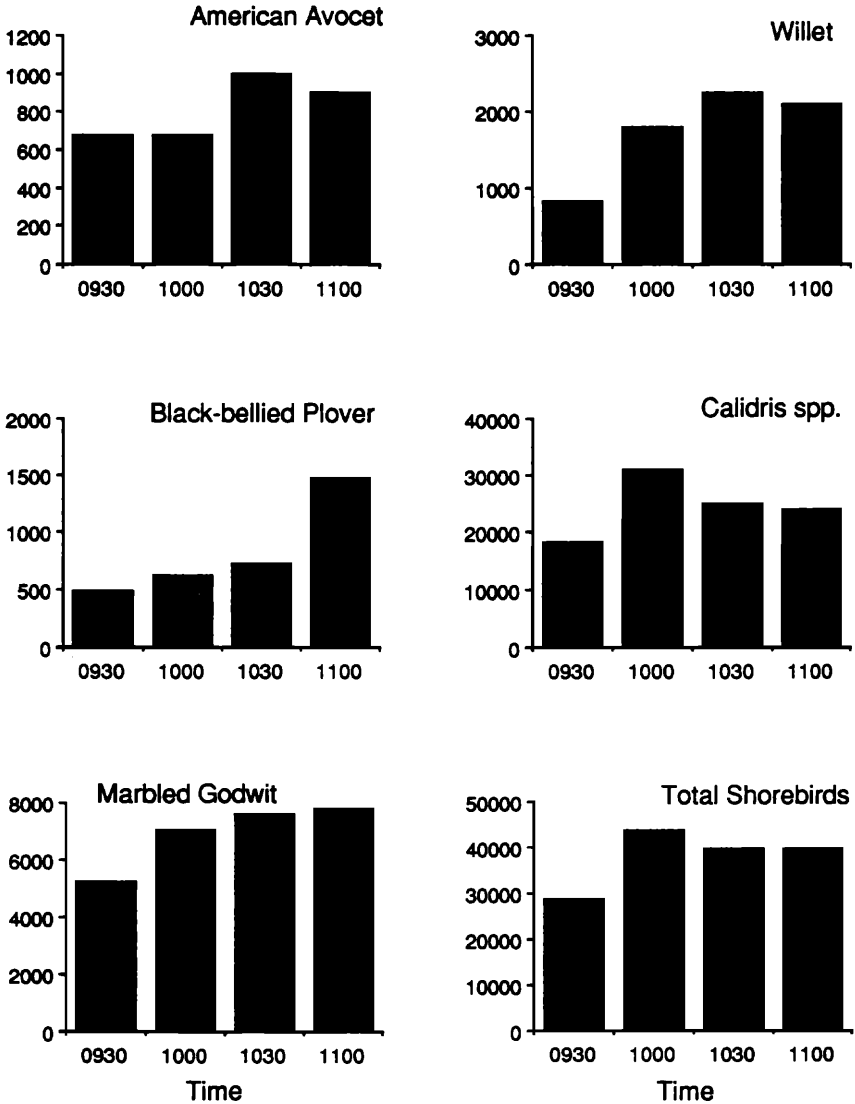 American Avocet
1200
1000
800
600
400
200
0
0930 1000 1030 1100
Willet
3000
2000
1000
0
0930 1000 1030 1100
Black-bellied Plover
2000
1500
1000
500
0
0930 1000 1030 1100
Calidris spp.
40000
30000
20000
10000
0
0930 1000 1030 1100
Marbled Godwit
8000
6000
4000
2000
0
0930 1000 1030 1100
Time
Total Shorebirds
50000
40000
30000
20000
10000
0
0930 1000 1030 1100
Time